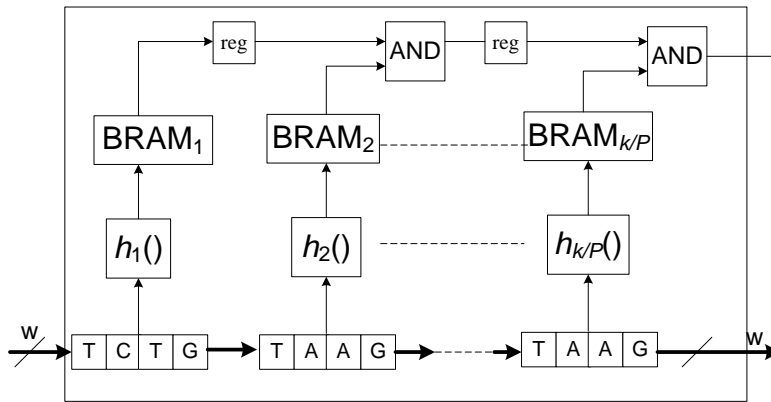 reg AND reg AND
BRAM₁ BRAM₂ BRAMₖ/ₚ
h₁() h₂() hₖ/ₚ()
w T C T G T A A G T A A G w